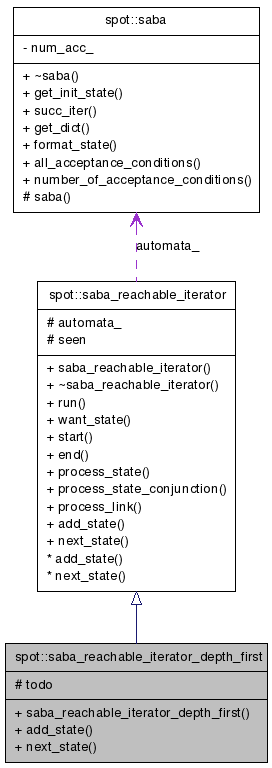 spot::saba
- num_acc_
+ ~saba()
+ get_init_state()
+ succ_iter()
+ get_dict()
+ format_state()
+ all_acceptance_conditions()
+ number_of_acceptance_conditions()
# saba()
automata_
spot::saba_reachable_iterator
# automata_
# seen
+ saba_reachable_iterator()
+ ~saba_reachable_iterator()
+ run()
+ want_state()
+ start()
+ end()
+ process_state()
+ process_state_conjunction()
+ process_link()
+ add_state()
+ next_state()
* add_state()
* next_state()
spot::saba_reachable_iterator_depth_first
# todo
+ saba_reachable_iterator_depth_first()
+ add_state()
+ next_state()